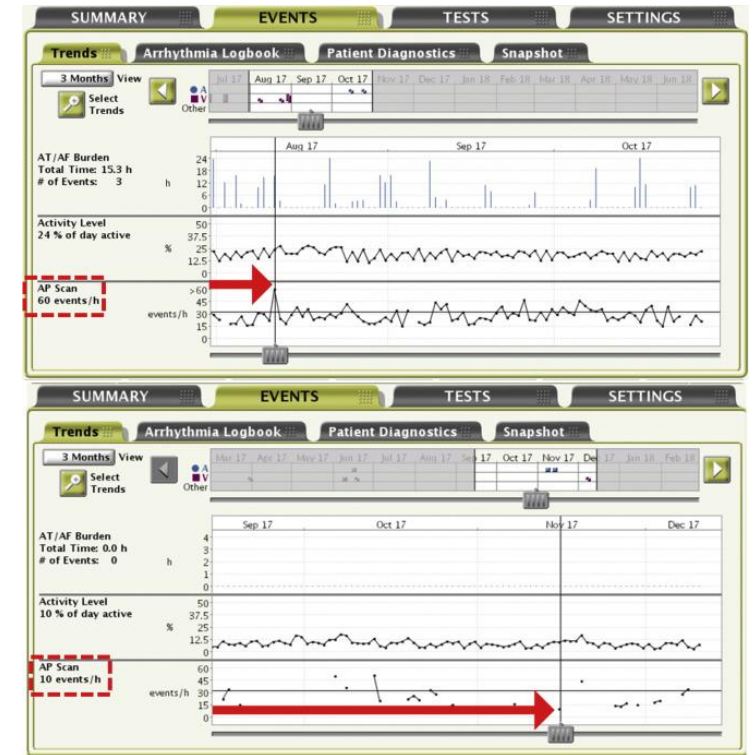 SUMMARY EVENTS TESTS SETTINGS
Trends Arrhythmia Logbook Patient Diagnostics Snapshot
3 Months View
Select
Trends
A
V
Other
Jul 17 Aug 17 Sep 17 Oct 17 Nov 17 Dec 17 Jan 18 Feb 18 Mar 18 Apr 18 May 18 Jun 18
Aug 17 Sep 17 Oct 17
AT/AF Burden
Total Time: 15.3 h
# of Events: 3
h
24
18
12
6
0
Activity Level
24 % of day active
%
50
37.5
25
12.5
0
AP Scan
60 events/h
events/h
>60
45
30
15
0
SUMMARY EVENTS TESTS SETTINGS
Trends Arrhythmia Logbook Patient Diagnostics Snapshot
3 Months View
Select
Trends
A
V
Other
Mar 17 Apr 17 May 17 Jun 17 Jul 17 Aug 17 Sep 17 Oct 17 Nov 17 De 17 Jan 18 Feb 18
Sep 17 Oct 17 Nov 17 Dec 17
AT/AF Burden
Total Time: 0.0 h
# of Events: 0
h
4
3
2
1
0
Activity Level
10 % of day active
%
50
37.5
25
12.5
0
AP Scan
10 events/h
events/h
60
45
30
15
0